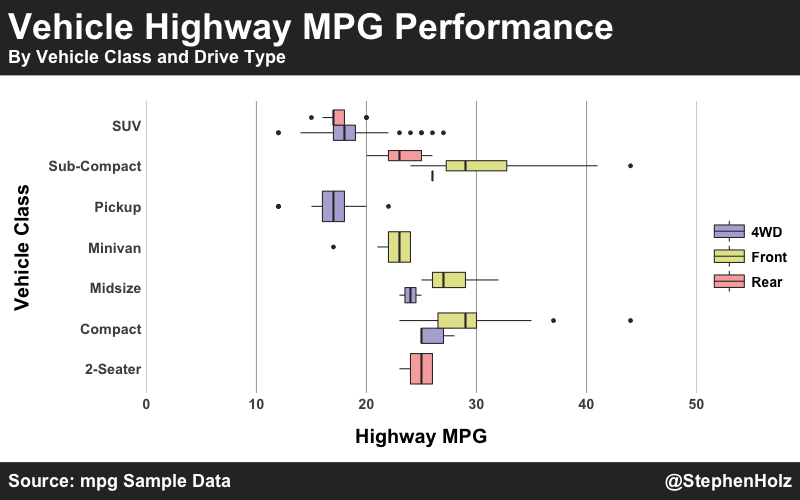 Vehicle Highway MPG Performance
By Vehicle Class and Drive Type
Vehicle Class
SUV
Sub-Compact
Pickup
Minivan
Midsize
Compact
2-Seater
0 10 20 30 40 50
Highway MPG
4WD
Front
Rear
Source: mpg Sample Data
@StephenHolz